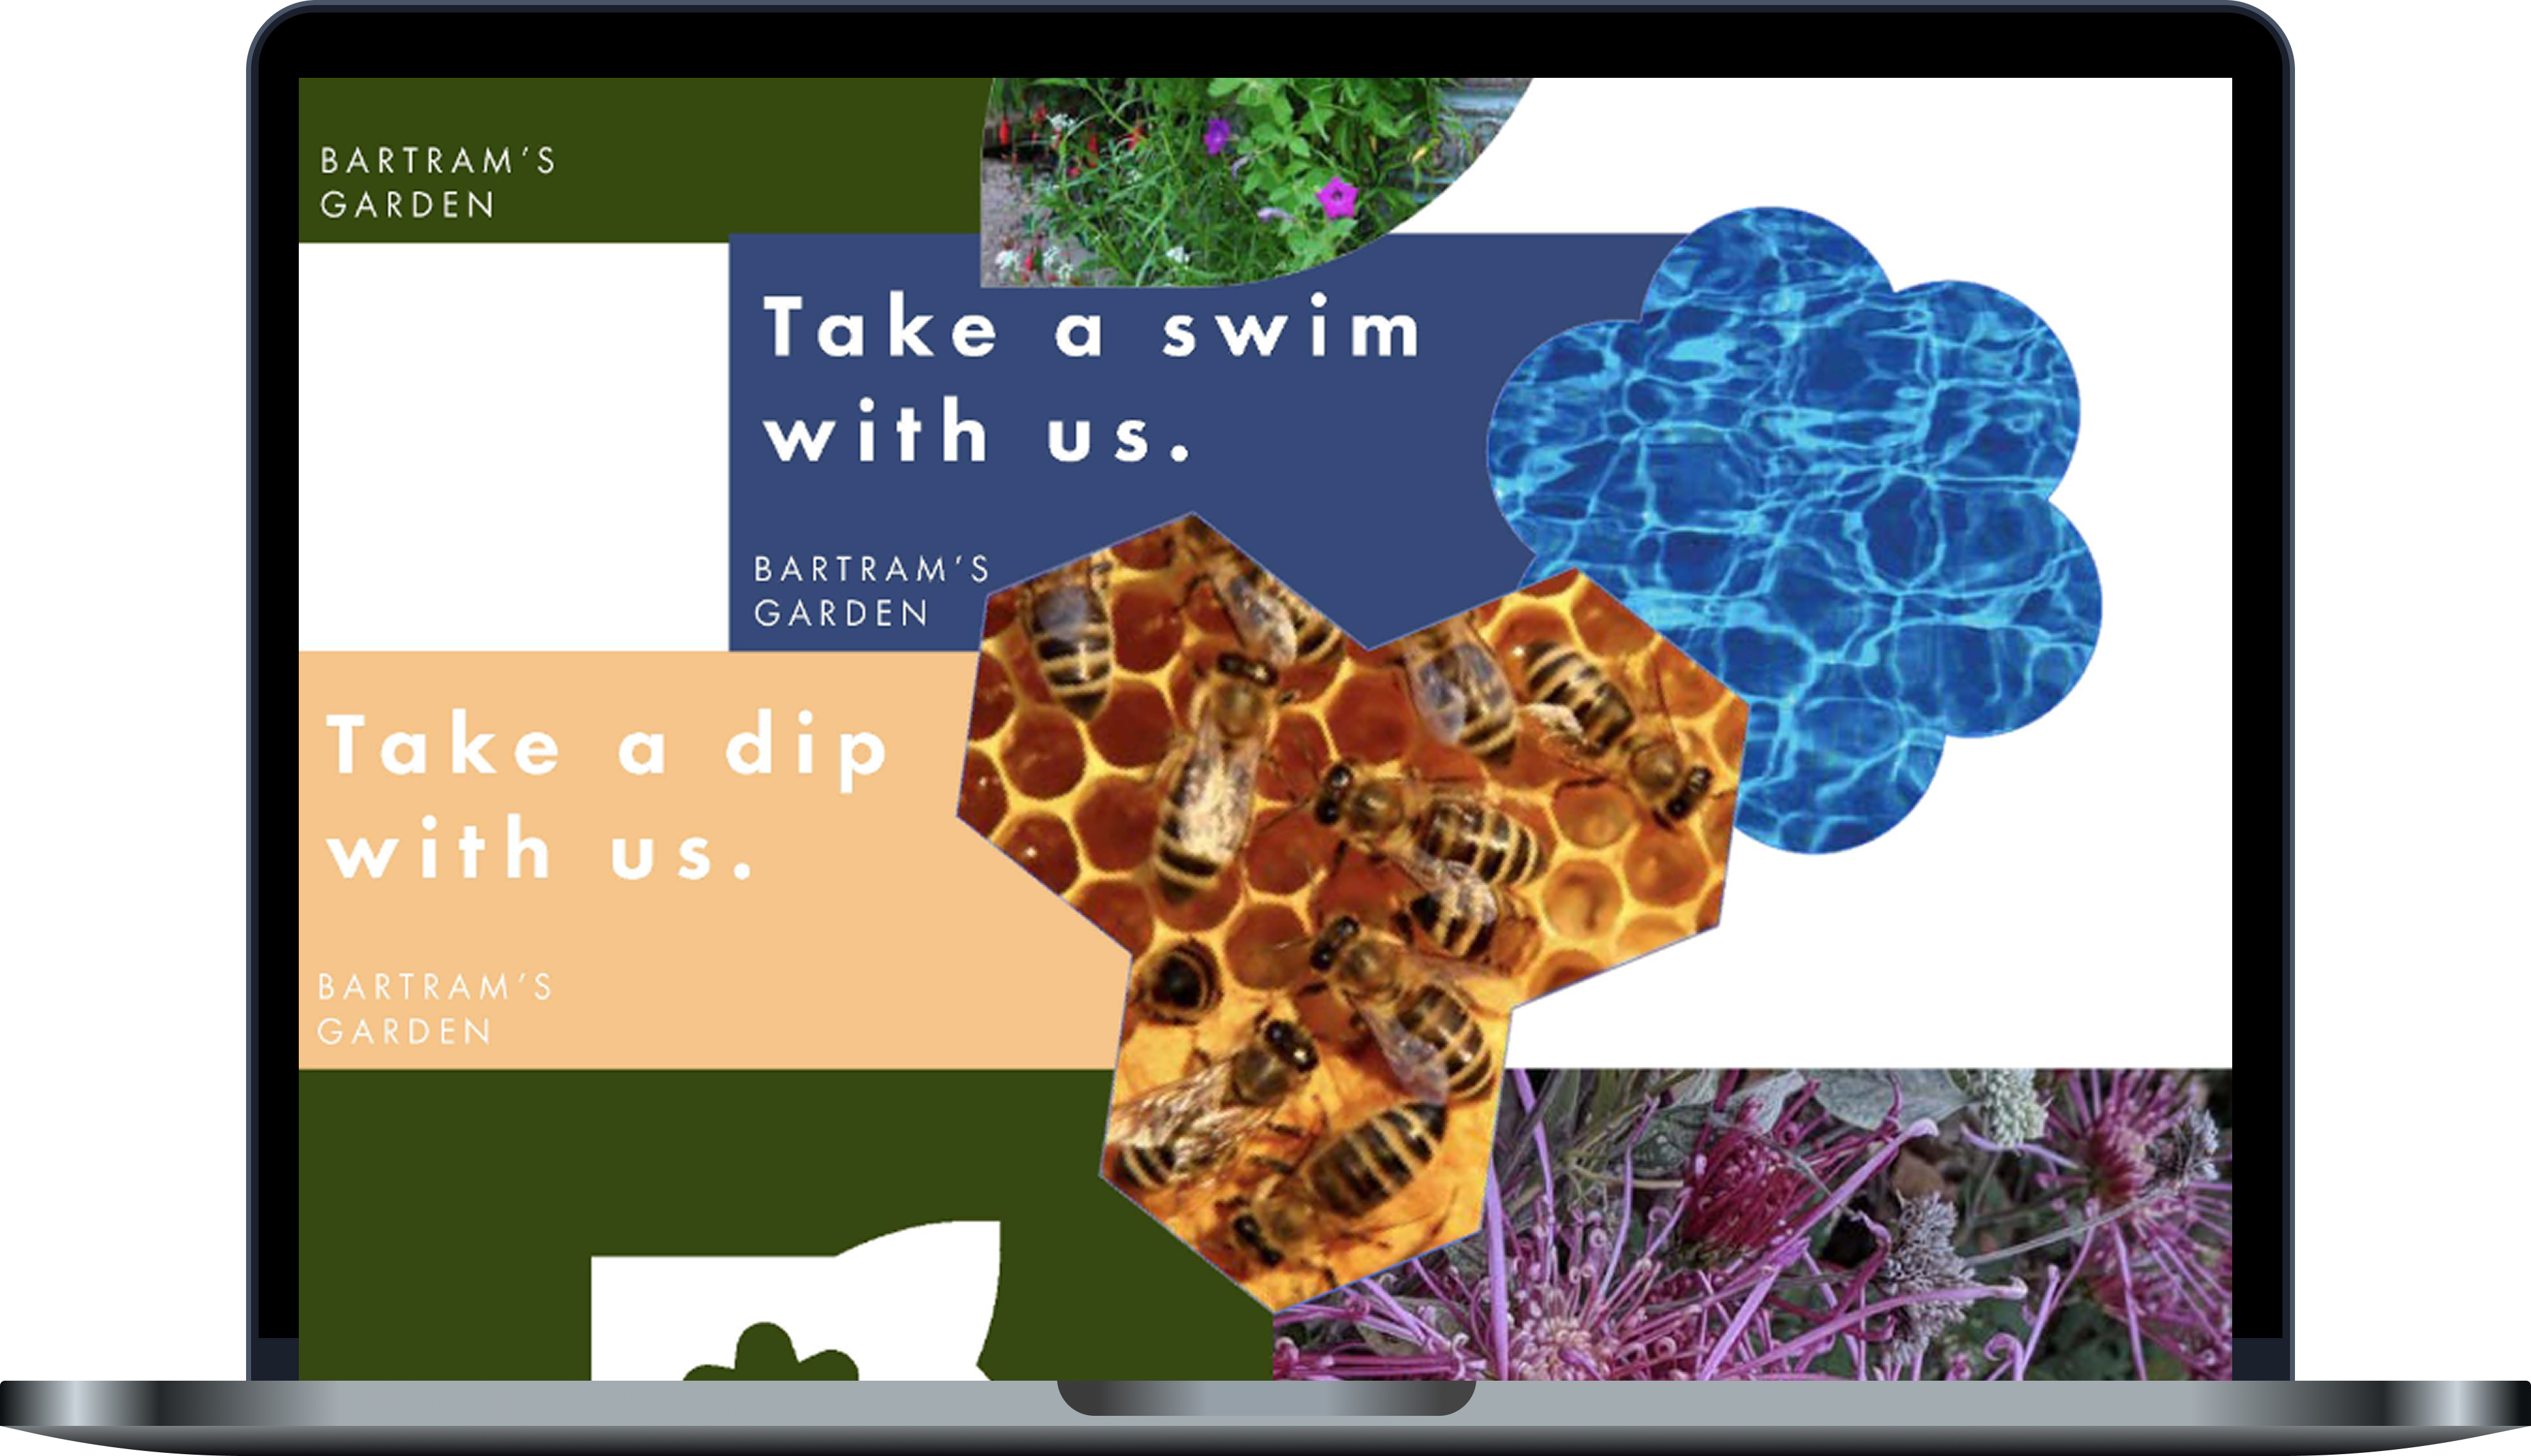 BARTRAM'S
GARDEN
Take a swim
with us.
BARTRAM'S
GARDEN
Take a dip
with us.
BARTRAM'S
GARDEN